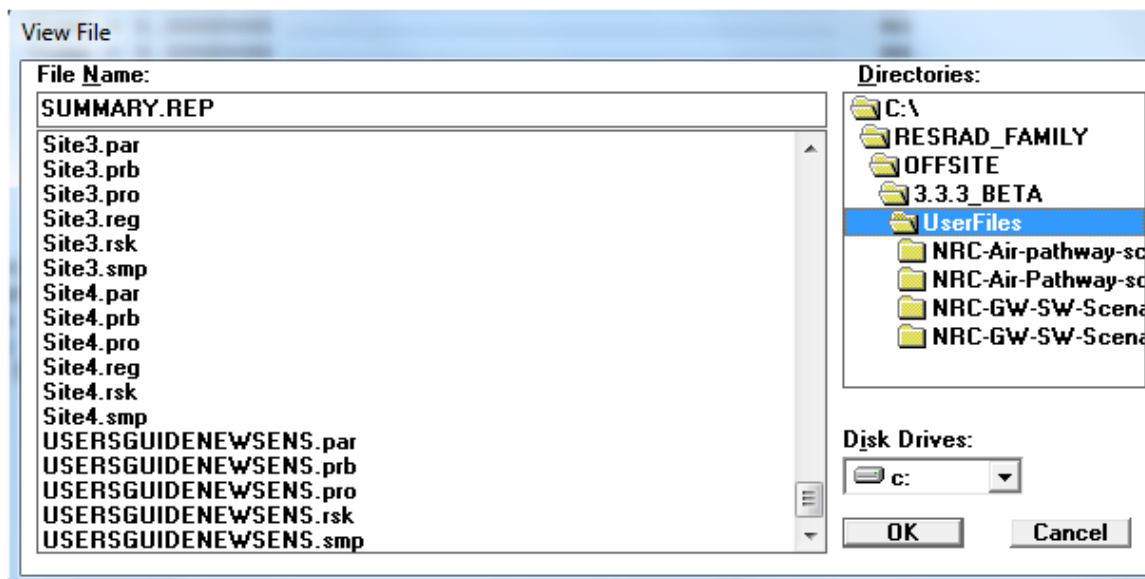 View File
File Name:
SUMMARY.REP
Site3.par
Site3.prb
Site3.pro
Site3.reg
Site3.rsk
Site3.smp
Site4.par
Site4.prb
Site4.pro
Site4.reg
Site4.rsk
Site4.smp
USERSGUIDENEWSENS.par
USERSGUIDENEWSENS.prb
USERSGUIDENEWSENS.pro
USERSGUIDENEWSENS.rsk
USERSGUIDENEWSENS.smp
Directories:
C:\
RESRAD_FAMILY
OFFSITE
3.3.3_BETA
UserFiles
NRC-Air-pathway-sc
NRC-Air-Pathway-sc
NRC-GW-SW-Scena
NRC-GW-SW-Scena
Disk Drives:
c:
OK
Cancel